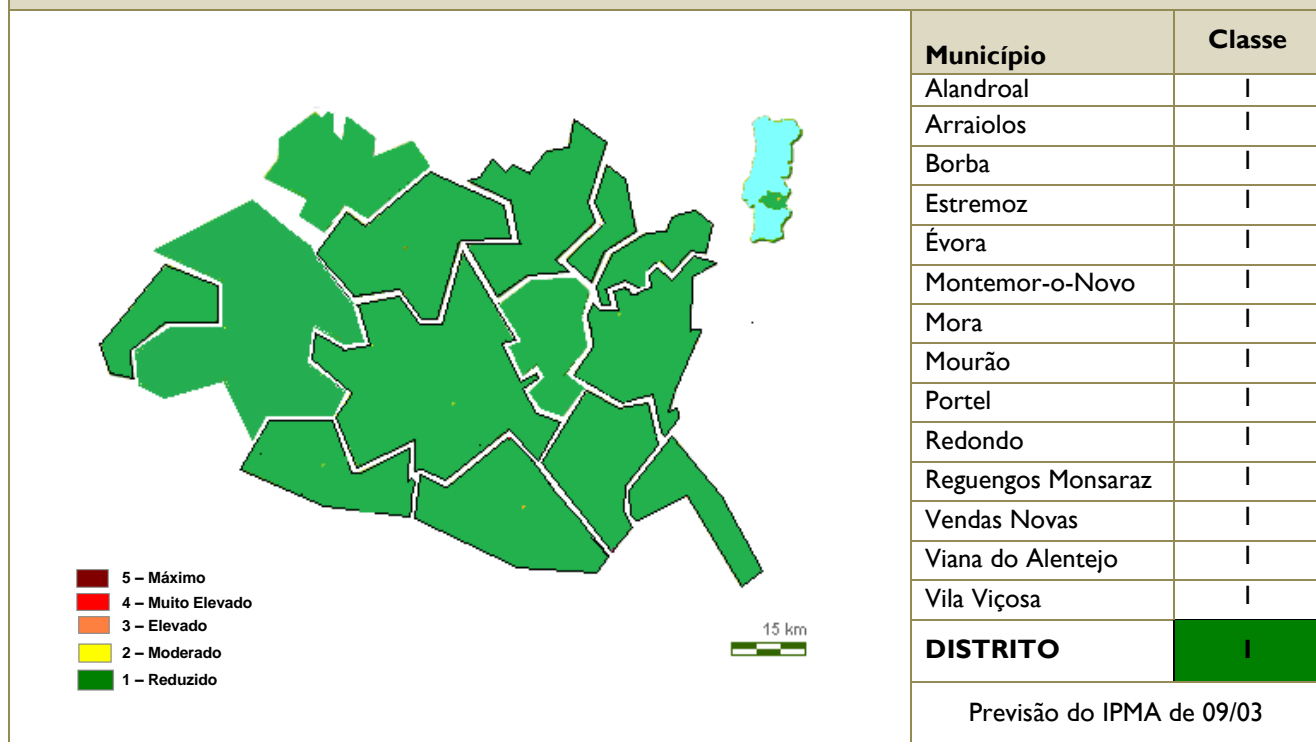 5 – Máximo
4 – Muito Elevado
3 – Elevado
2 – Moderado
1 – Reduzido
15 km
Município Classe
Alandroal 1
Arraiolos 1
Borba 1
Estremoz 1
Évora 1
Montemor-o-Novo 1
Mora 1
Mourão 1
Portel 1
Redondo 1
Reguengos Monsaraz 1
Vendas Novas 1
Viana do Alentejo 1
Vila Viçosa 1
DISTRITO 1
Previsão do IPMA de 09/03